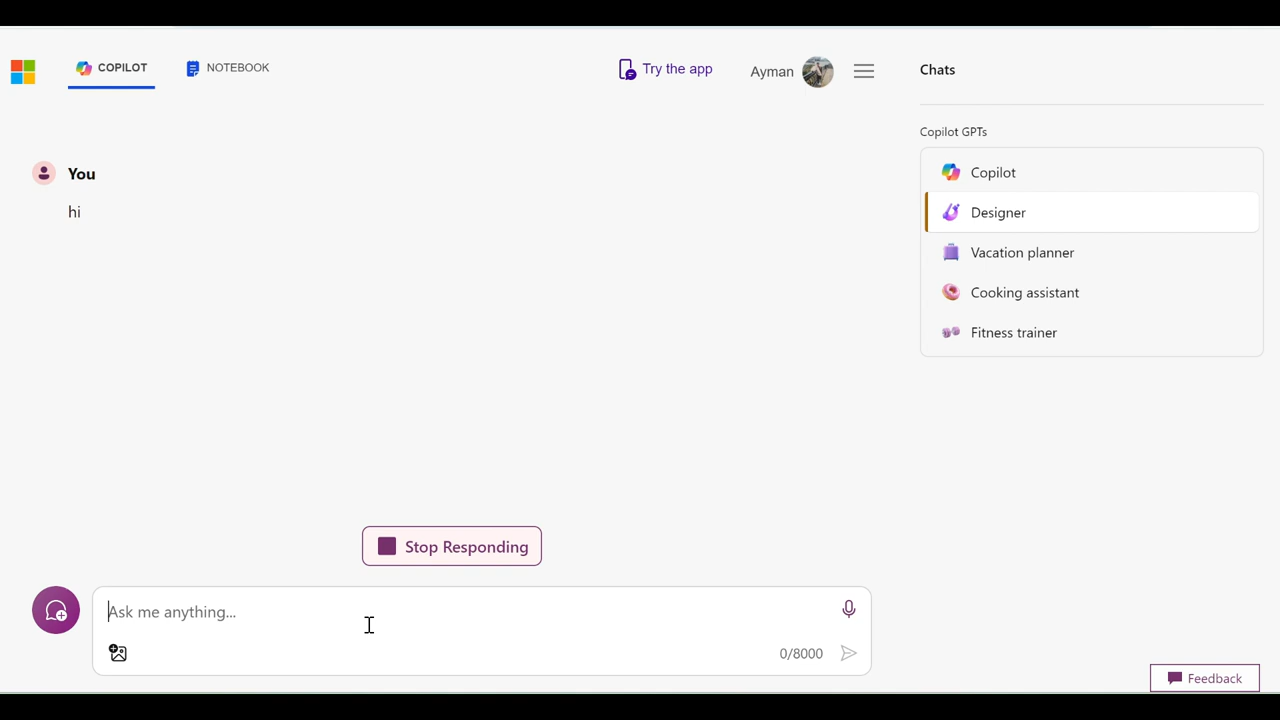 COPILOT
NOTEBOOK
Try the app
Ayman
You
hi
Stop Responding
Ask me anything...
0/8000
Chats
Copilot GPTs
Copilot
Designer
Vacation planner
Cooking assistant
Fitness trainer
Feedback